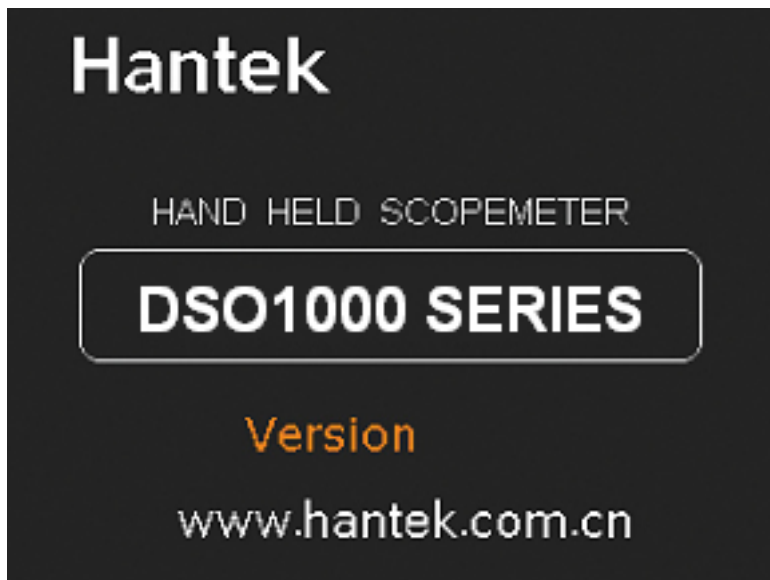 Hantek
HAND HELD SCOPEMETER
DSO1000 SERIES
Version
www.hantek.com.cn